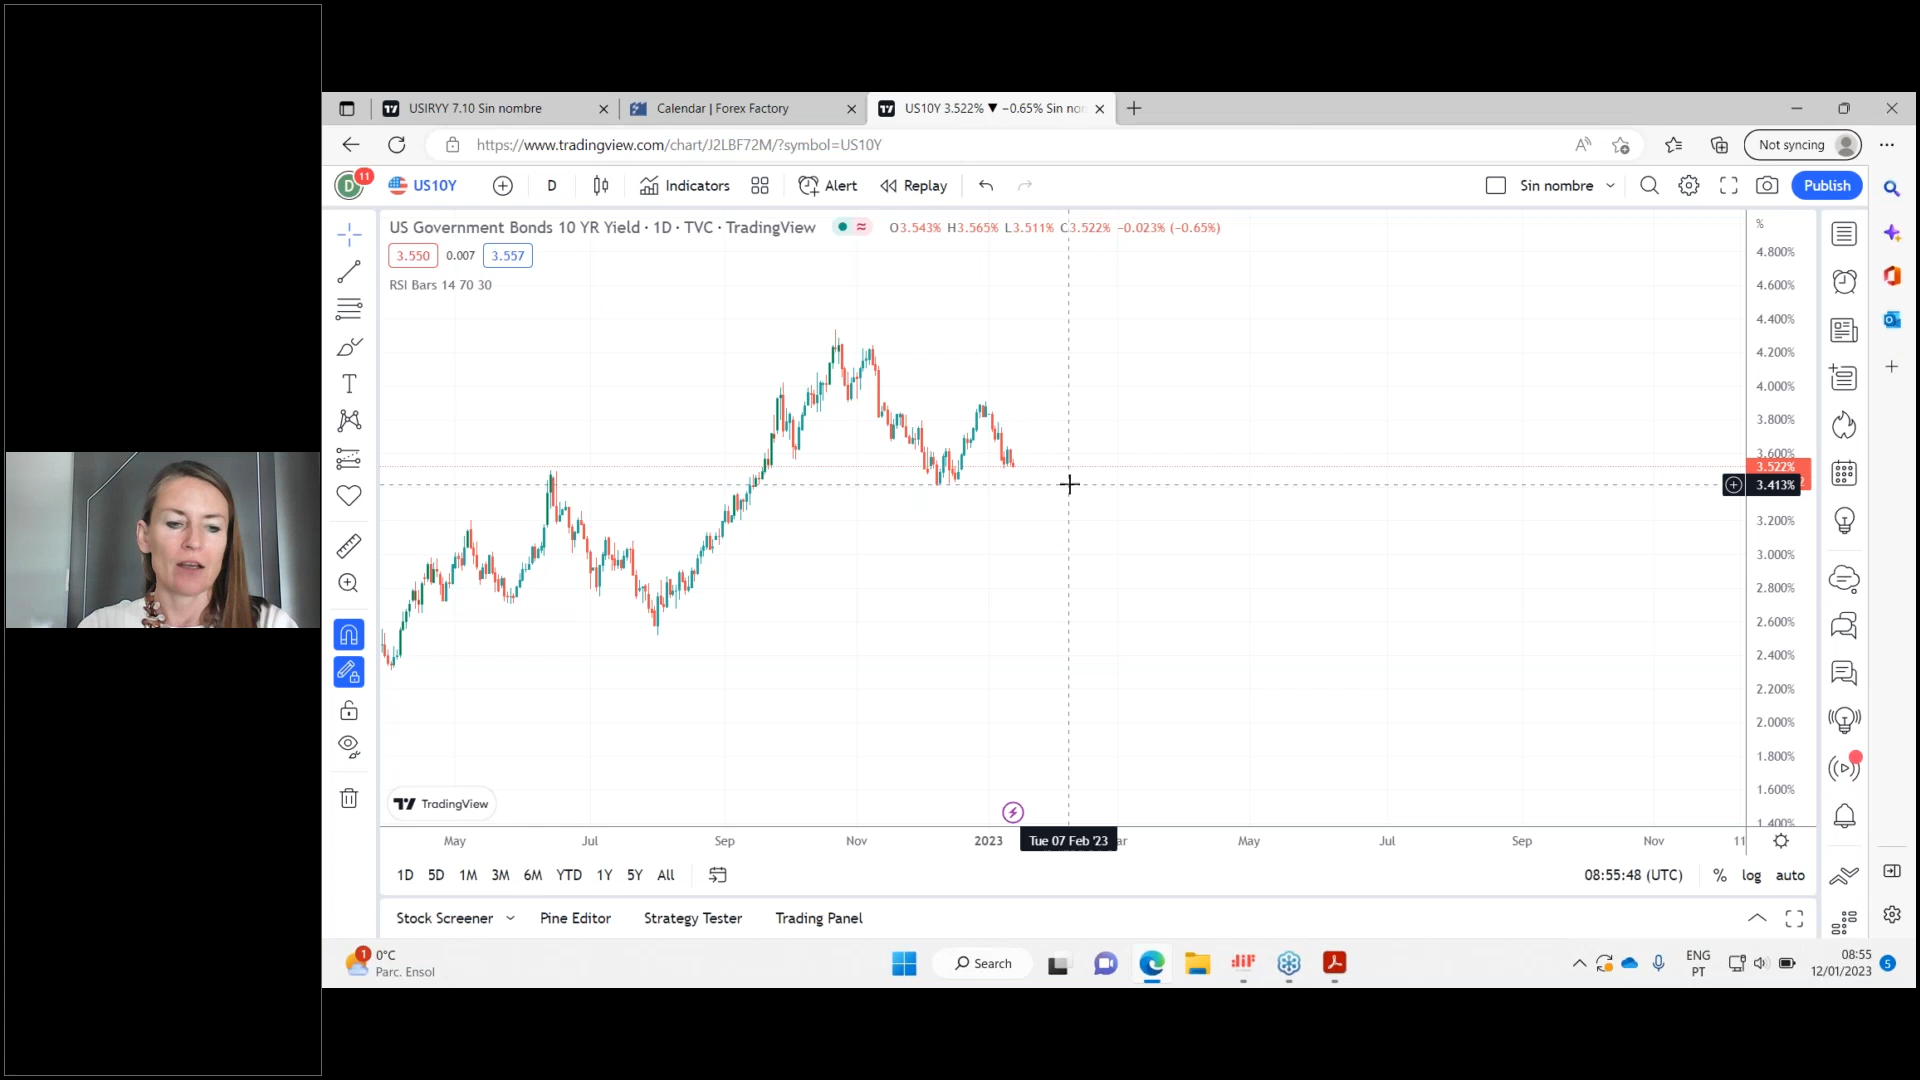 USIRYY 7.10 Sin nombre
Calendar | Forex Factory
US10Y 3.522% ▼ −0.65% Sin nor
https://www.tradingview.com/chart/J2LBF72M/?symbol=US10Y
Not syncing
D
11
US10Y
D
Indicators
Alert
Replay
Sin nombre
Publish
US Government Bonds 10 YR Yield · 1D · TVC · TradingView
O3.543% H3.565% L3.511% C3.522% −0.023% (−0.65%)
3.550
0.007
3.557
RSI Bars 14 70 30
%
4.800%
4.600%
4.400%
4.200%
4.000%
3.800%
3.600%
3.522%
3.413%
3.200%
3.000%
2.800%
2.600%
2.400%
2.200%
2.000%
1.800%
1.600%
1.400%
TradingView
May
Jul
Sep
Nov
2023
Tue 07 Feb '23
ar
May
Jul
Sep
Nov
11
1D 5D 1M 3M 6M YTD 1Y 5Y All
08:55:48 (UTC)
% log auto
Stock Screener
Pine Editor
Strategy Tester
Trading Panel
1
0°C
Parc. Ensol
Search
ENG
PT
08:55
12/01/2023
5